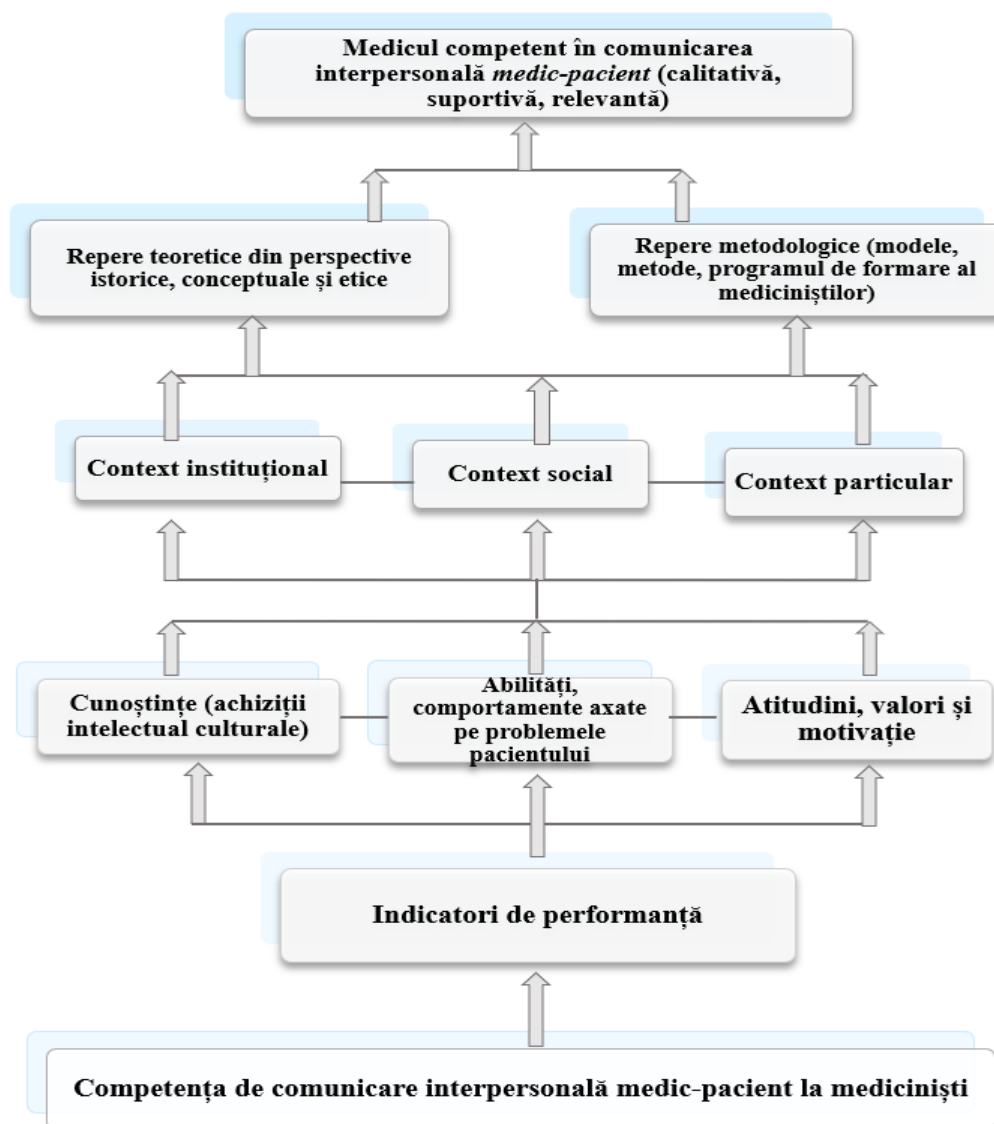 Medicul competent în comunicarea
interpersonală medic-pacient (calitativă,
suportivă, relevantă)
Repere teoretice din perspective
istorice, conceptuale și etice
Repere metodologice (modele,
metode, programul de formare al
mediciniștilor)
Context instituțional
Context social
Context particular
Cunoștințe (achiziții
intelectual culturale)
Abilități,
comportamente axate
pe problemele
pacientului
Atitudini, valori și
motivație
Indicatori de performanță
Competența de comunicare interpersonală medic-pacient la mediciniști